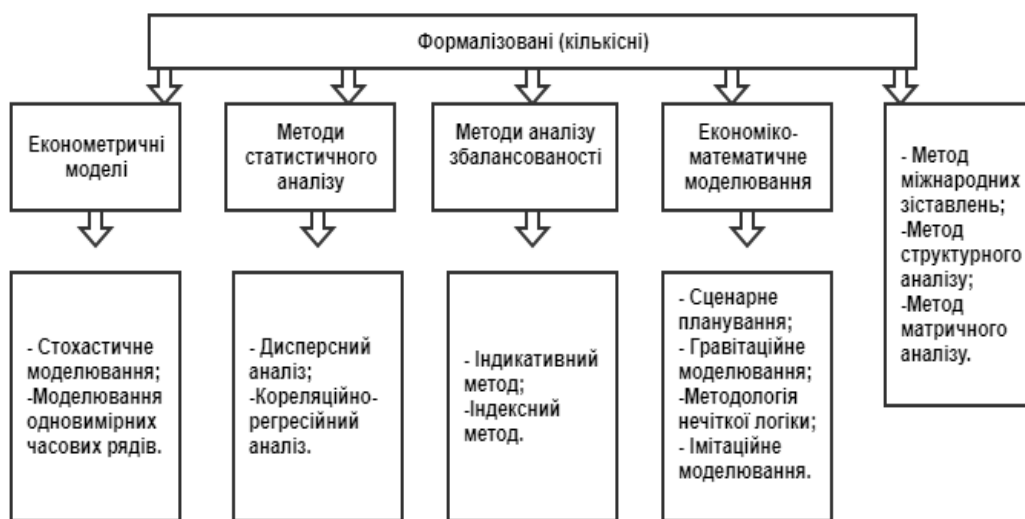 Формалізовані (кількісні)
Економетричні
моделі
Методи
статистичного
аналізу
Методи аналізу
збалансованості
Економіко-
математичне
моделювання
- Метод
міжнародних
зіставлень;
-Метод
структурного
аналізу;
-Метод
матричного
аналізу.
- Стохастичне
моделювання;
-Моделювання
одновимірних
часових рядів.
- Дисперсний
аналіз;
-Кореляційно-
регресійний
аналіз.
- Індикативний
метод;
-Індексний
метод.
- Сценарне
планування;
- Гравітаційне
моделювання;
-Методологія
нечіткої логіки;
- Імітаційне
моделювання.